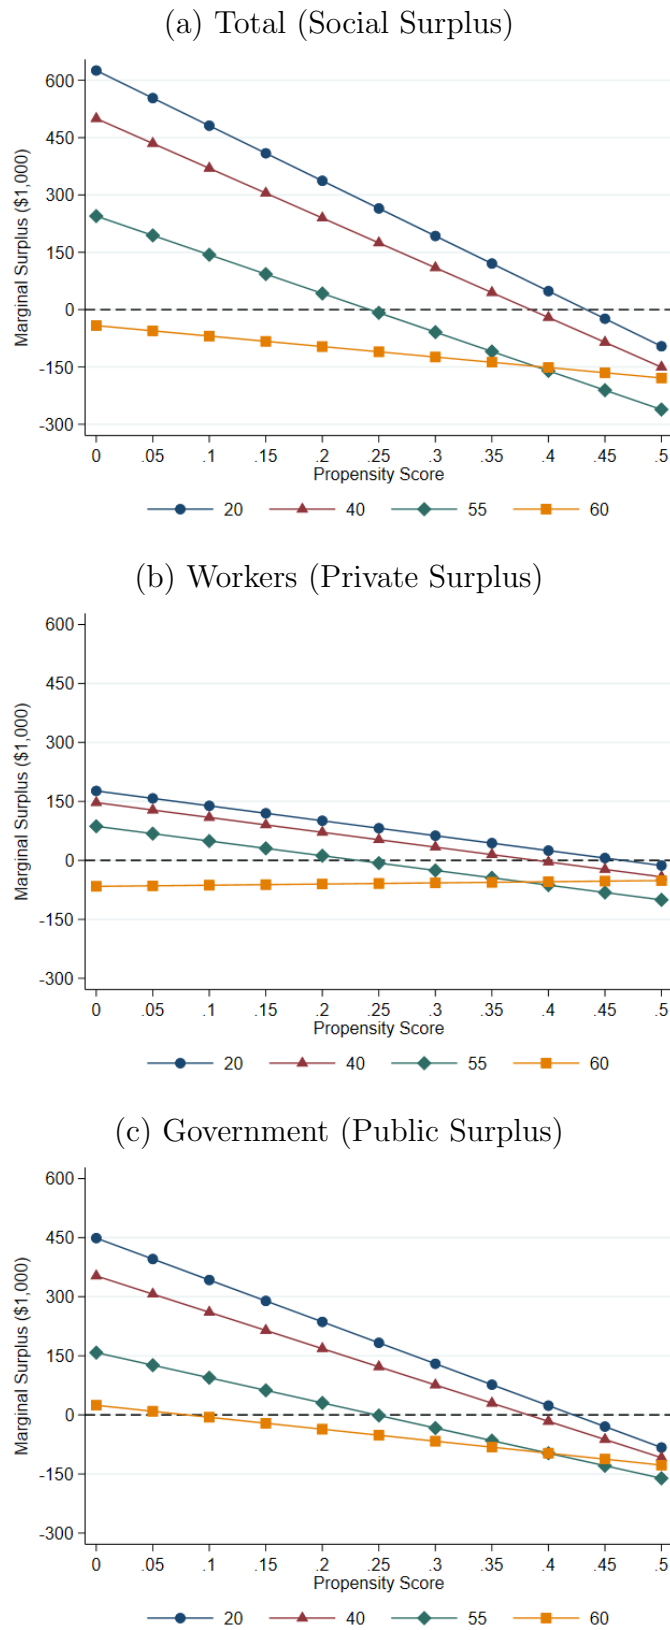 (a) Total (Social Surplus)
Marginal Surplus ($1,000)
600
450
300
150
0
-150
-300
0 .05 .1 .15 .2 .25 .3 .35 .4 .45 .5
Propensity Score
20 40 55 60
(b) Workers (Private Surplus)
Marginal Surplus ($1,000)
600
450
300
150
0
-150
-300
0 .05 .1 .15 .2 .25 .3 .35 .4 .45 .5
Propensity Score
20 40 55 60
(c) Government (Public Surplus)
Marginal Surplus ($1,000)
600
450
300
150
0
-150
-300
0 .05 .1 .15 .2 .25 .3 .35 .4 .45 .5
Propensity Score
20 40 55 60